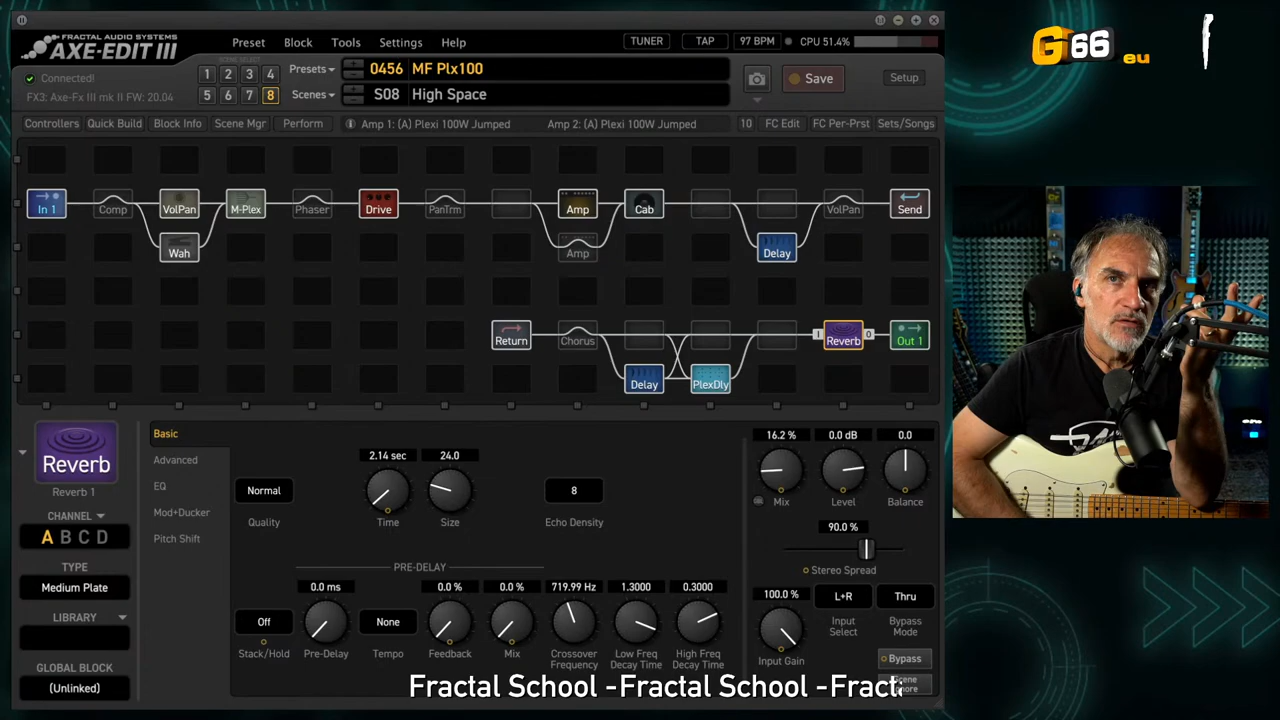 FRACTAL AUDIO SYSTEMS
AXE-EDIT III
Preset Block Tools Settings Help
TUNER TAP 97 BPM CPU 51.4%
G66 eu
Connected!
FX3: Axe-Fx III mk II FW: 20.04
SCENE SELECT
1 2 3 4
5 6 7 8
Presets 0456 MF Plx100
Scenes S08 High Space
Save Setup
Controllers Quick Build Block Info Scene Mgr Perform Amp 1: (A) Plexi 100W Jumped Amp 2: (A) Plexi 100W Jumped 10 FC Edit FC Per-Prst Sets/Songs
In 1 Comp VolPan M-Plex Phaser Drive PanTrm Amp Cab VolPan Send
Wah Amp Delay
Return Chorus Reverb Out 1
Delay PlexDly
Reverb
Reverb 1
CHANNEL
A B C D
TYPE
Medium Plate
LIBRARY
GLOBAL BLOCK
(Unlinked)
Basic
Advanced
EQ
Mod+Ducker
Pitch Shift
2.14 sec 24.0
Normal 8
Quality Time Size Echo Density
PRE-DELAY
0.0 ms 0.0 % 0.0 % 719.99 Hz 1.3000 0.3000
Off None
Stack/Hold Pre-Delay Tempo Feedback Mix Crossover Frequency Low Freq Decay Time High Freq Decay Time
16.2 % 0.0 dB 0.0
Mix Level Balance
90.0 %
Stereo Spread
100.0 % L+R Thru
Input Gain Input Select Bypass Mode
Bypass
Scene Ignore
Fractal School -Fractal School -Fract